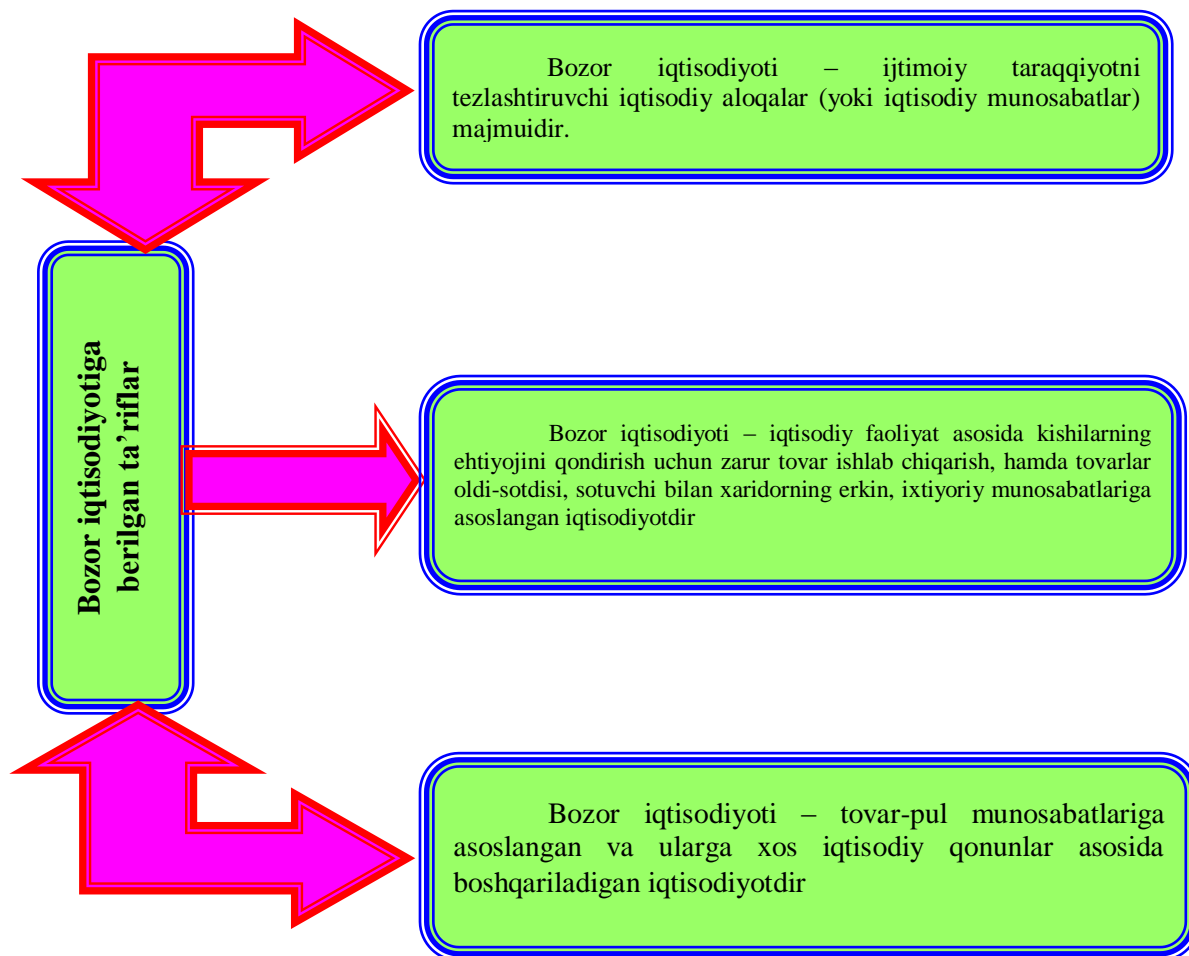 Bozor iqtisodiyoti – ijtimoiy taraqqiyotni
tezlashtiruvchi iqtisodiy aloqalar (yoki iqtisodiy munosabatlar)
majmuidir.
Bozor iqtisodiyotiga
berilgan ta’riflar
Bozor iqtisodiyoti – iqtisodiy faoliyat asosida kishilarning
ehtiyojini qondirish uchun zarur tovar ishlab chiqarish, hamda tovarlar
oldi-sotdisi, sotuvchi bilan xaridorning erkin, ixtiyoriy munosabatlariga
asoslangan iqtisodiyotdir
Bozor iqtisodiyoti – tovar-pul munosabatlariga
asoslangan va ularga xos iqtisodiy qonunlar asosida
boshqariladigan iqtisodiyotdir